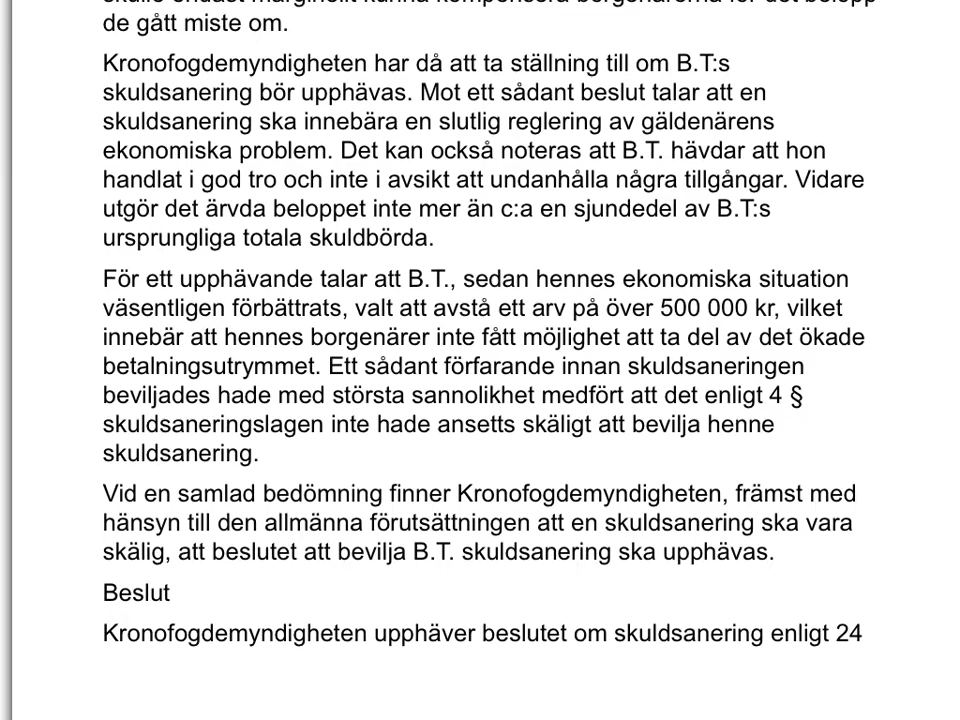 de gått miste om.
Kronofogdemyndigheten har då att ta ställning till om B.T:s
skuldsanering bör upphävas. Mot ett sådant beslut talar att en
skuldsanering ska innebära en slutlig reglering av gäldenärens
ekonomiska problem. Det kan också noteras att B.T. hävdar att hon
handlat i god tro och inte i avsikt att undanhålla några tillgångar. Vidare
utgör det ärvda beloppet inte mer än c:a en sjundedel av B.T:s
ursprungliga totala skuldbörda.
För ett upphävande talar att B.T., sedan hennes ekonomiska situation
väsentligen förbättrats, valt att avstå ett arv på över 500 000 kr, vilket
innebär att hennes borgenärer inte fått möjlighet att ta del av det ökade
betalningsutrymmet. Ett sådant förfarande innan skuldsaneringen
beviljades hade med största sannolikhet medfört att det enligt 4 §
skuldsaneringslagen inte hade ansetts skäligt att bevilja henne
skuldsanering.
Vid en samlad bedömning finner Kronofogdemyndigheten, främst med
hänsyn till den allmänna förutsättningen att en skuldsanering ska vara
skälig, att beslutet att bevilja B.T. skuldsanering ska upphävas.
Beslut
Kronofogdemyndigheten upphäver beslutet om skuldsanering enligt 24